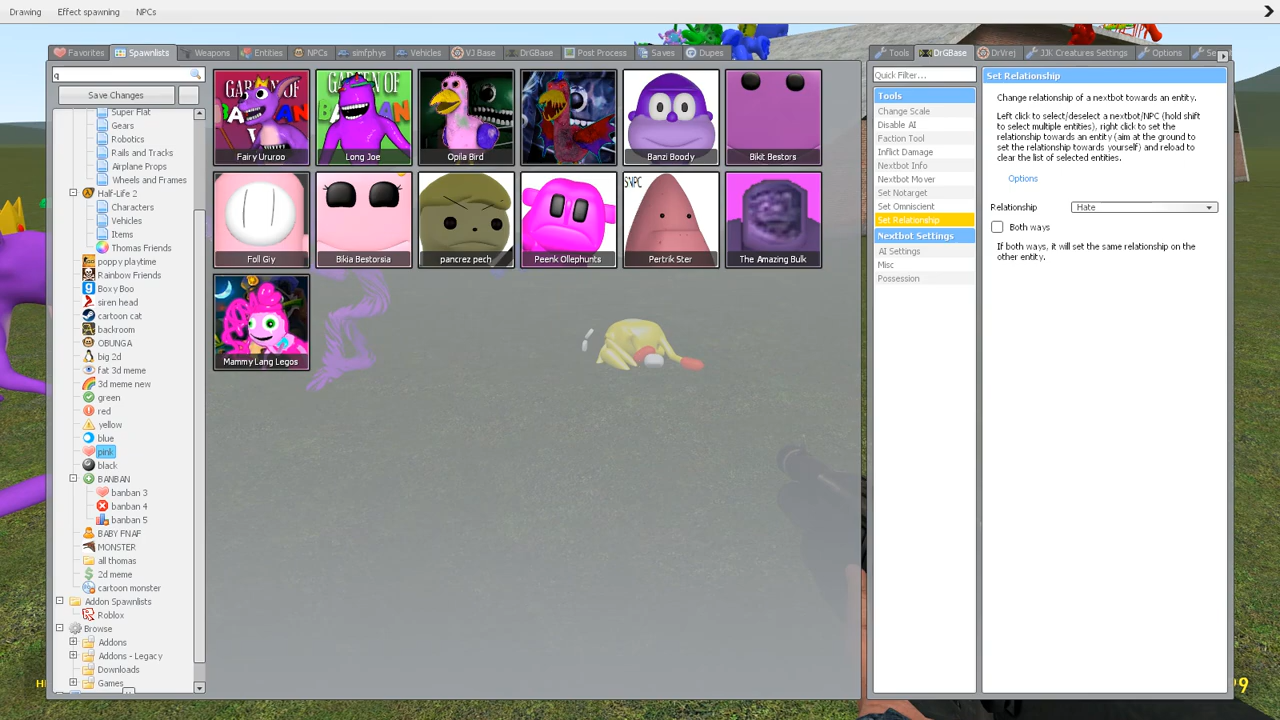 Drawing Effect spawning NPCs
Favorites Spawnlists Weapons Entities NPCs simfphys Vehicles VJ Base DrGBase Post Process Saves Dupes
Tools DrGBase DrVrej JJk Creatures Settings Options Se
q
Save Changes
Super Flat
Gears
Robotics
Rails and Tracks
Airplane Props
Wheels and Frames
Half-Life 2
Characters
Vehicles
Items
Thomas Friends
poppy playtime
Rainbow Friends
Boxy Boo
siren head
cartoon cat
backroom
OBUNGA
big 2d
fat 3d meme
3d meme new
green
red
yellow
blue
pink
black
BANBAN
banban 3
banban 4
banban 5
BABY FNAF
MONSTER
all thomas
2d meme
cartoon monster
Addon Spawnlists
Roblox
Browse
Addons
Addons - Legacy
Downloads
Games
GARDEN OF
BANBAN
Fairy Ururoo
GARDEN OF
BANBAN
Long Joe
Opila Bird
Banzi Boody
Bikit Bestors
Foll Giy
Bikia Bestorsia
pancrez pech
Peenk Ollephunts
SNPC
Pertrik Ster
The Amazing Bulk
Mammy Lang Legos
Quick Filter...
Tools
Change Scale
Disable AI
Faction Tool
Inflict Damage
Nextbot Info
Nextbot Mover
Set Notarget
Set Omniscient
Set Relationship
Nextbot Settings
AI Settings
Misc
Possession
Set Relationship
Change relationship of a nextbot towards an entity.
Left click to select/deselect a nextbot/NPC (hold shift
to select multiple entities), right click to set the
relationship towards an entity (aim at the ground to
set the relationship towards yourself) and reload to
clear the list of selected entities.
Options
Relationship Hate
Both ways
If both ways, it will set the same relationship on the
other entity.